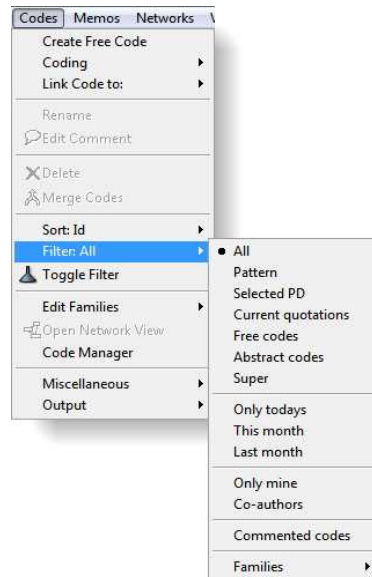 Codes Memos Networks
Create Free Code
Coding
Link Code to:
Rename
Edit Comment
Delete
Merge Codes
Sort: Id
Filter: All
Toggle Filter
Edit Families
Open Network View
Code Manager
Miscellaneous
Output
All
Pattern
Selected PD
Current quotations
Free codes
Abstract codes
Super
Only todays
This month
Last month
Only mine
Co-authors
Commented codes
Families